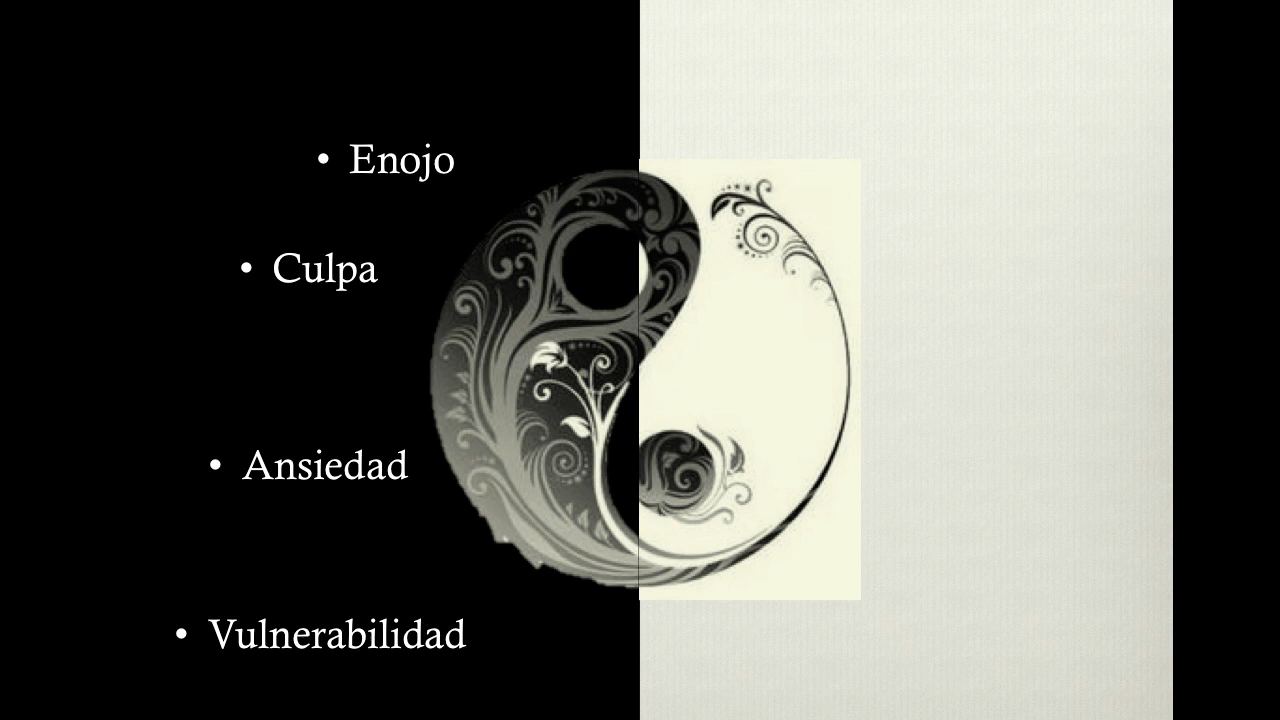 • Enojo
• Culpa
• Ansiedad
• Vulnerabilidad